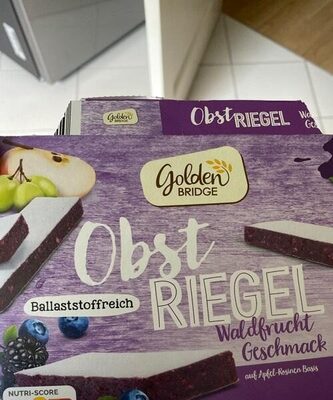 Golden
BRIDGE
Obst RIEGEL
Golden
BRIDGE
Obst
RIEGEL
Ballaststoffreich
Waldfrucht
Geschmack
auf Apfel-Rosinen Basis
NUTRI-SCORE